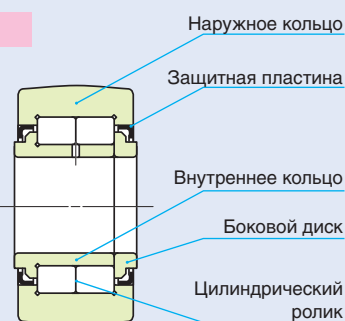 Наружное кольцо
Защитная пластина
Внутреннее кольцо
Боковой диск
Цилиндрический
ролик